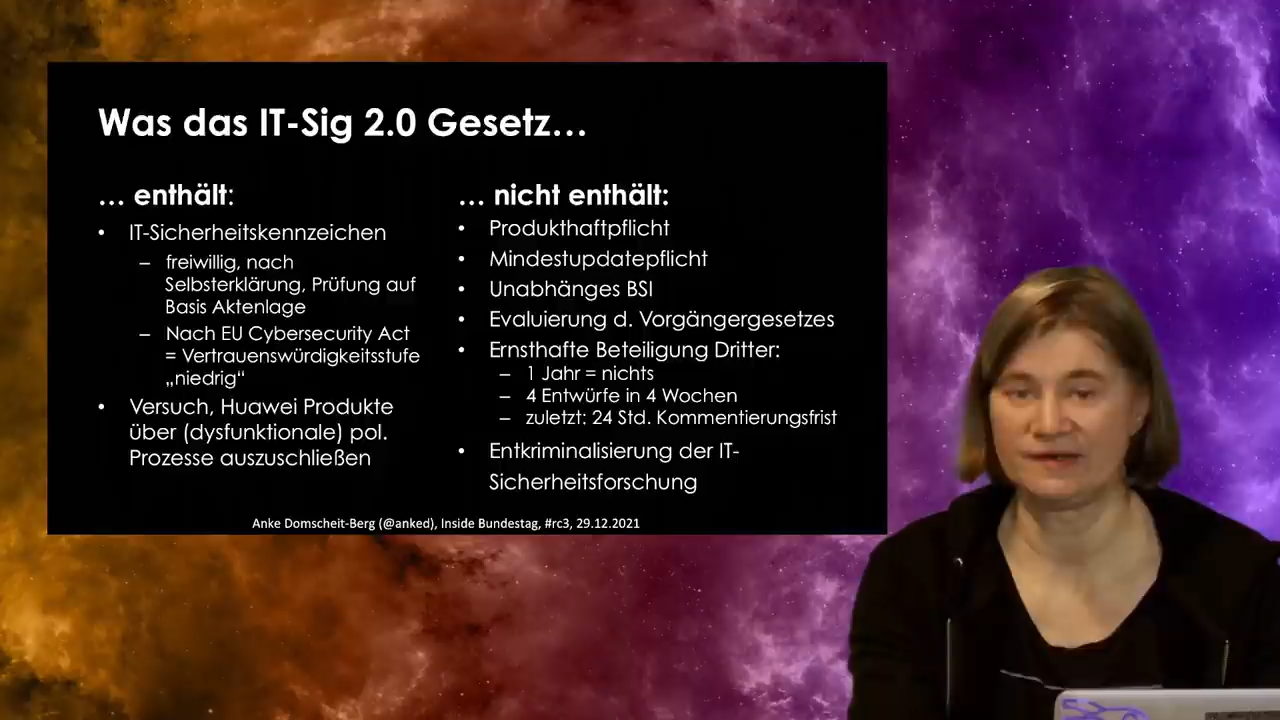 Was das IT-Sig 2.0 Gesetz…
… enthält:
• IT-Sicherheitskennzeichen
– freiwillig, nach
Selbsterklärung, Prüfung auf
Basis Aktenlage
– Nach EU Cybersecurity Act
= Vertrauenswürdigkeitsstufe
„niedrig“
• Versuch, Huawei Produkte
über (dysfunktionale) pol.
Prozesse auszuschließen
… nicht enthält:
• Produkthaftpflicht
• Mindestupdatepflicht
• Unabhänges BSI
• Evaluierung d. Vorgängergesetzes
• Ernsthafte Beteiligung Dritter:
– 1 Jahr = nichts
– 4 Entwürfe in 4 Wochen
– zuletzt: 24 Std. Kommentierungsfrist
• Entkriminalisierung der IT-
Sicherheitsforschung
Anke Domscheit-Berg (@anked), Inside Bundestag, #rc3, 29.12.2021